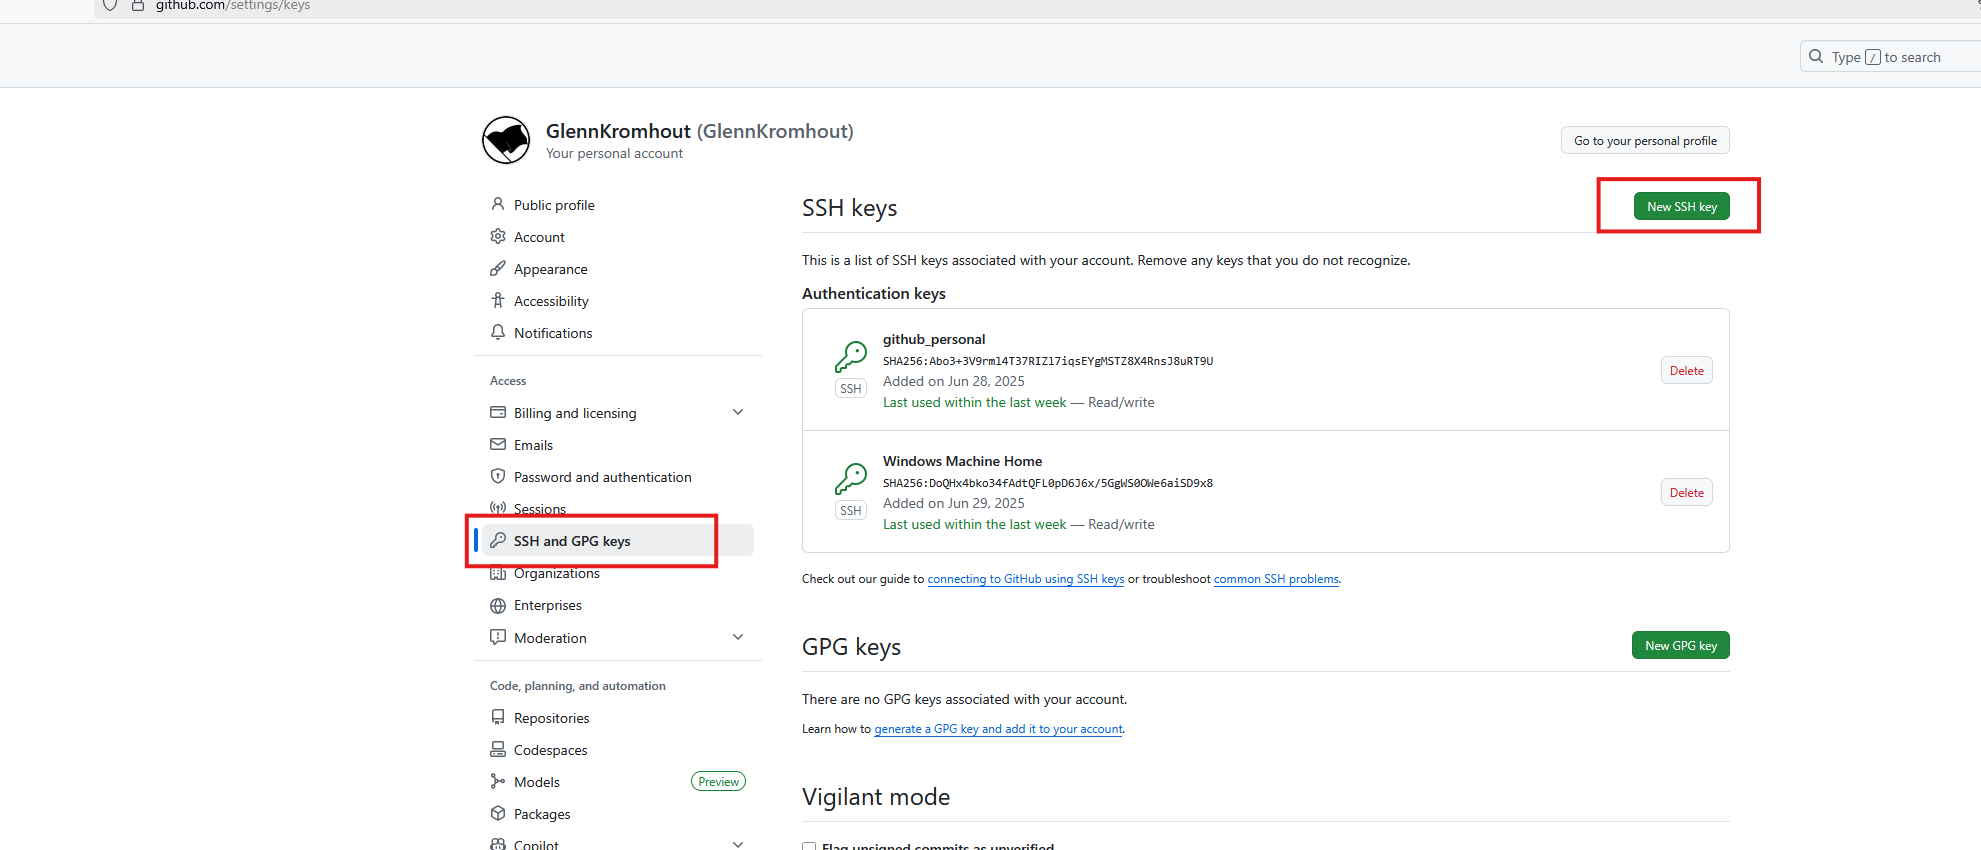 github.com/settings/keys
Type / to search
GlennKromhout (GlennKromhout)
Your personal account
Go to your personal profile
Public profile
Account
Appearance
Accessibility
Notifications
Access
Billing and licensing
Emails
Password and authentication
Sessions
SSH and GPG keys
Organizations
Enterprises
Moderation
Code, planning, and automation
Repositories
Codespaces
Models Preview
Packages
Copilot
SSH keys
New SSH key
This is a list of SSH keys associated with your account. Remove any keys that you do not recognize.
Authentication keys
github_personal
SHA256:Abo3+3V9rml4T37RIZl7iqsEYgMSTZ8X4RnsJ8uRT9U
Added on Jun 28, 2025
Last used within the last week — Read/write
SSH
Delete
Windows Machine Home
SHA256:DoQHx4bko34fAdtQFL0pD6J6x/5GgWS0OWe6aiSD9x8
Added on Jun 29, 2025
Last used within the last week — Read/write
SSH
Delete
Check out our guide to connecting to GitHub using SSH keys or troubleshoot common SSH problems.
GPG keys
New GPG key
There are no GPG keys associated with your account.
Learn how to generate a GPG key and add it to your account.
Vigilant mode
Flag unsigned commits as unverified